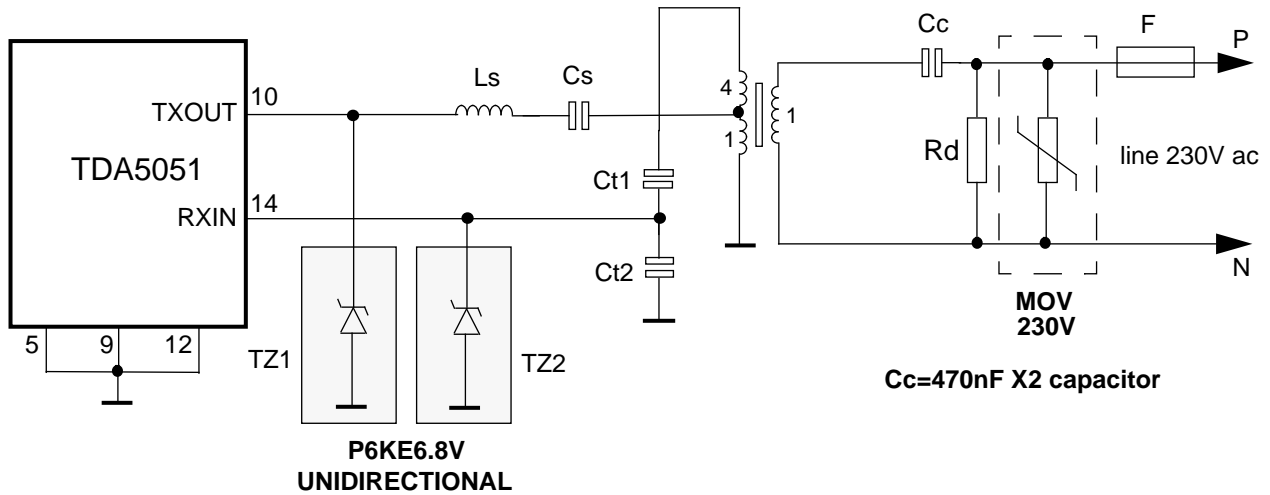 Cc
F
P
Ls
Cs
4
1
1
TXOUT
10
TDA5051
Rd
line 230V ac
Ct1
RXIN
14
Ct2
N
MOV
230V
5
9
12
TZ1
TZ2
Cc=470nF X2 capacitor
P6KE6.8V
UNIDIRECTIONAL